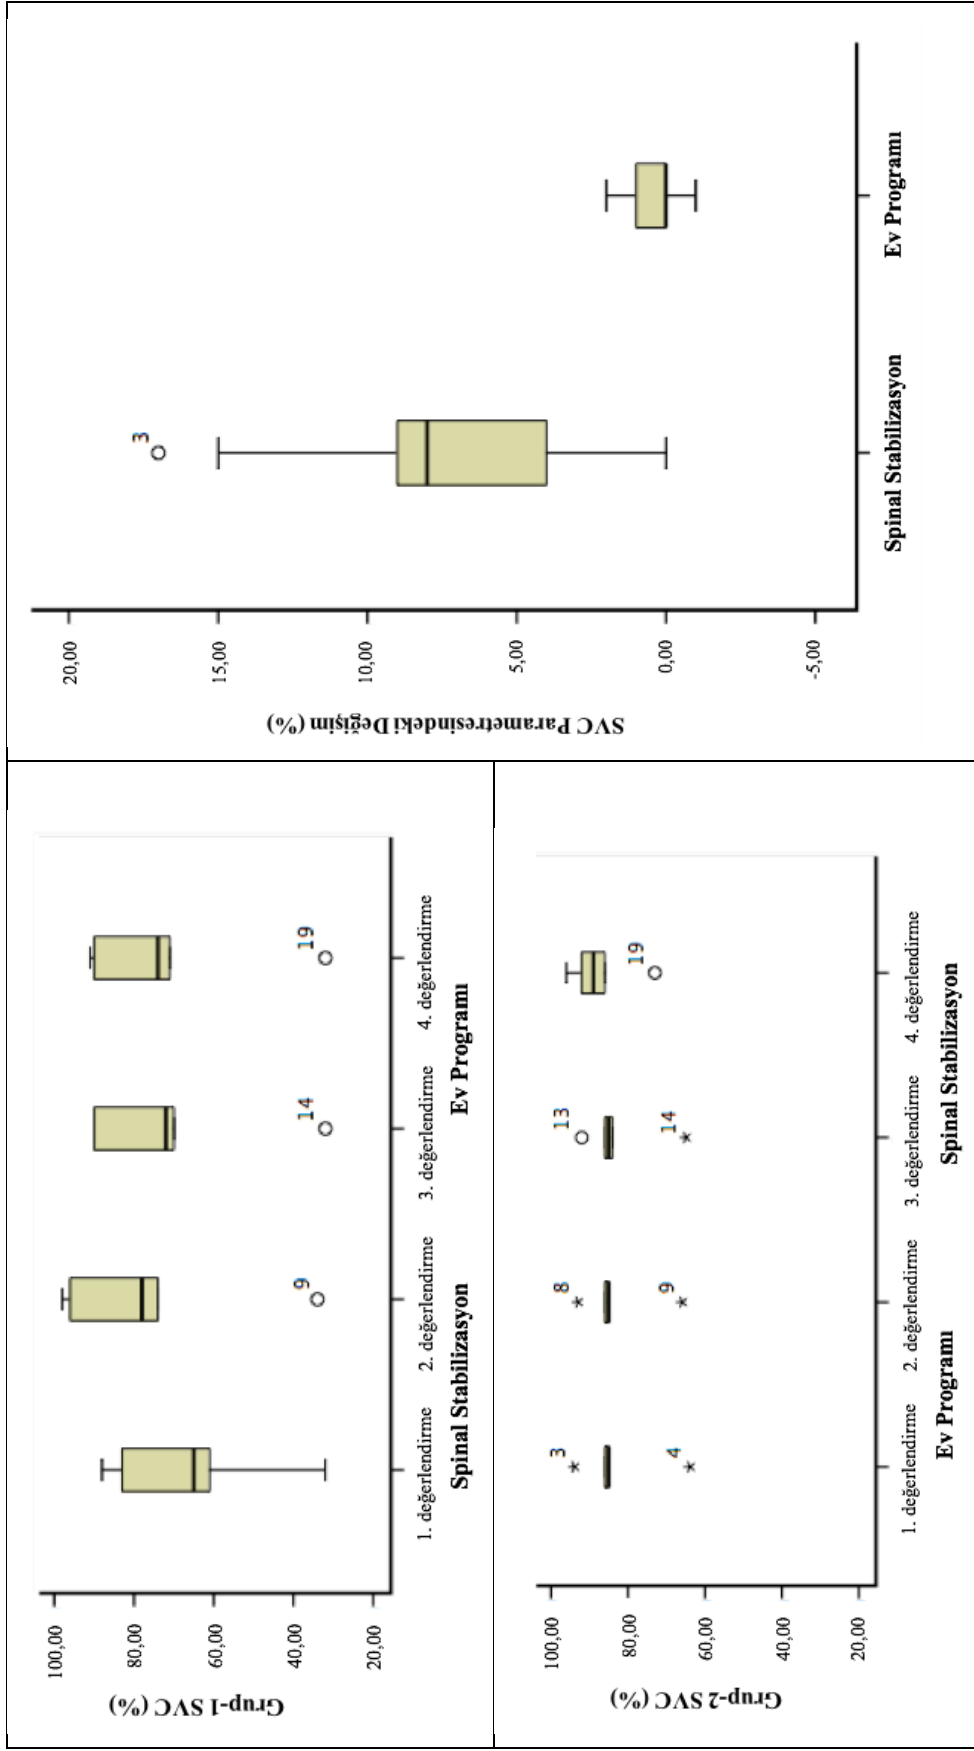 Grup-1 SVC (%)
100,00
80,00
60,00
40,00
20,00
9
14
19
1. değerlendirme
2. değerlendirme
3. değerlendirme
4. değerlendirme
Spinal Stabilizasyon
Ev Programı
Grup-2 SVC (%)
100,00
80,00
60,00
40,00
20,00
3
4
8
9
13
14
19
1. değerlendirme
2. değerlendirme
3. değerlendirme
4. değerlendirme
Ev Programı
Spinal Stabilizasyon
SVC Parametresindeki Değişim (%)
20,00
15,00
10,00
5,00
0,00
-5,00
3
Spinal Stabilizasyon
Ev Programı